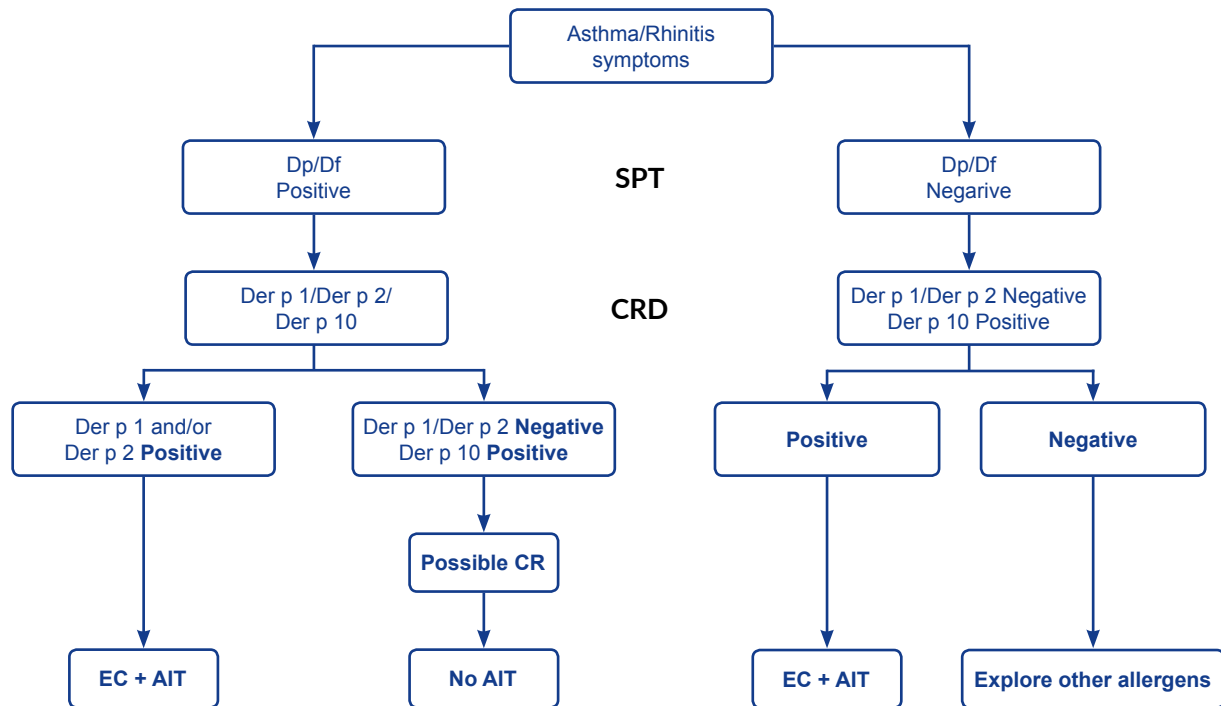 Asthma/Rhinitis
symptoms
Dp/Df
Positive
SPT
Dp/Df
Negarive
Der p 1/Der p 2/
Der p 10
CRD
Der p 1/Der p 2 Negative
Der p 10 Positive
Der p 1 and/or
Der p 2 Positive
Der p 1/Der p 2 Negative
Der p 10 Positive
Positive
Negative
Possible CR
EC + AIT
No AIT
EC + AIT
Explore other allergens